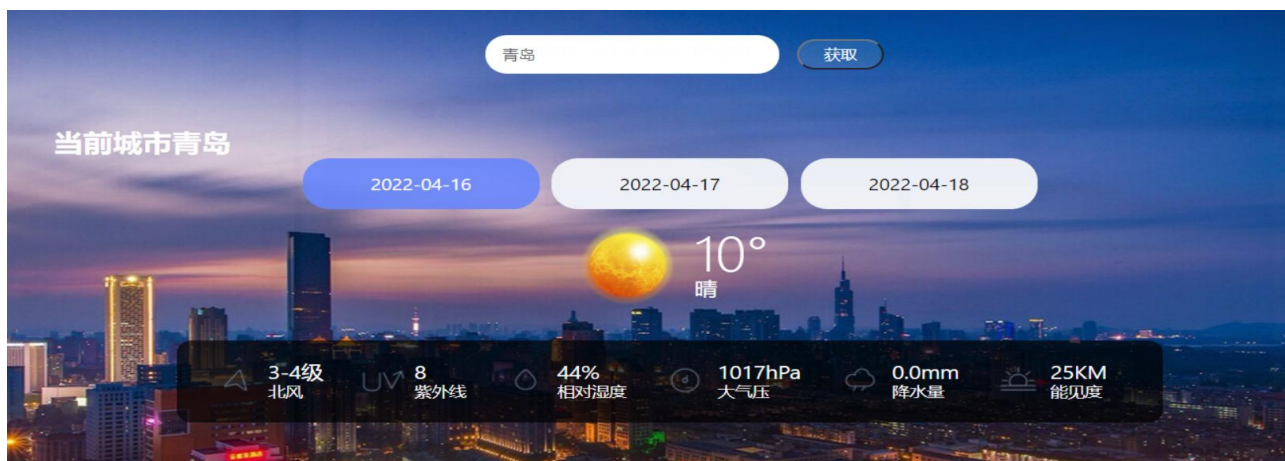 青岛
获取
当前城市青岛
2022-04-16
2022-04-17
2022-04-18
10°
晴
3-4级
北风
UV
8
紫外线
44%
相对湿度
1017hPa
大气压
0.0mm
降水量
25KM
能见度